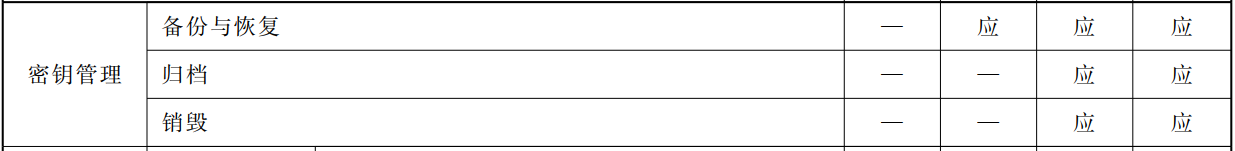 备份与恢复 — 应 应 应
密钥管理 归档 — — 应 应
销毁 — — 应 应